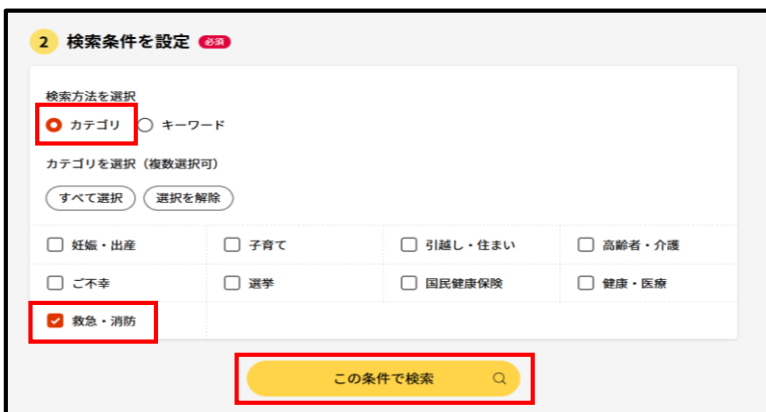 2 検索条件を設定 必須
検索方法を選択
カテゴリ キーワード
カテゴリを選択（複数選択可）
すべて選択 選択を解除
妊娠・出産 子育て 引越し・住まい 高齢者・介護
ご不幸 選挙 国民健康保険 健康・医療
救急・消防
この条件で検索